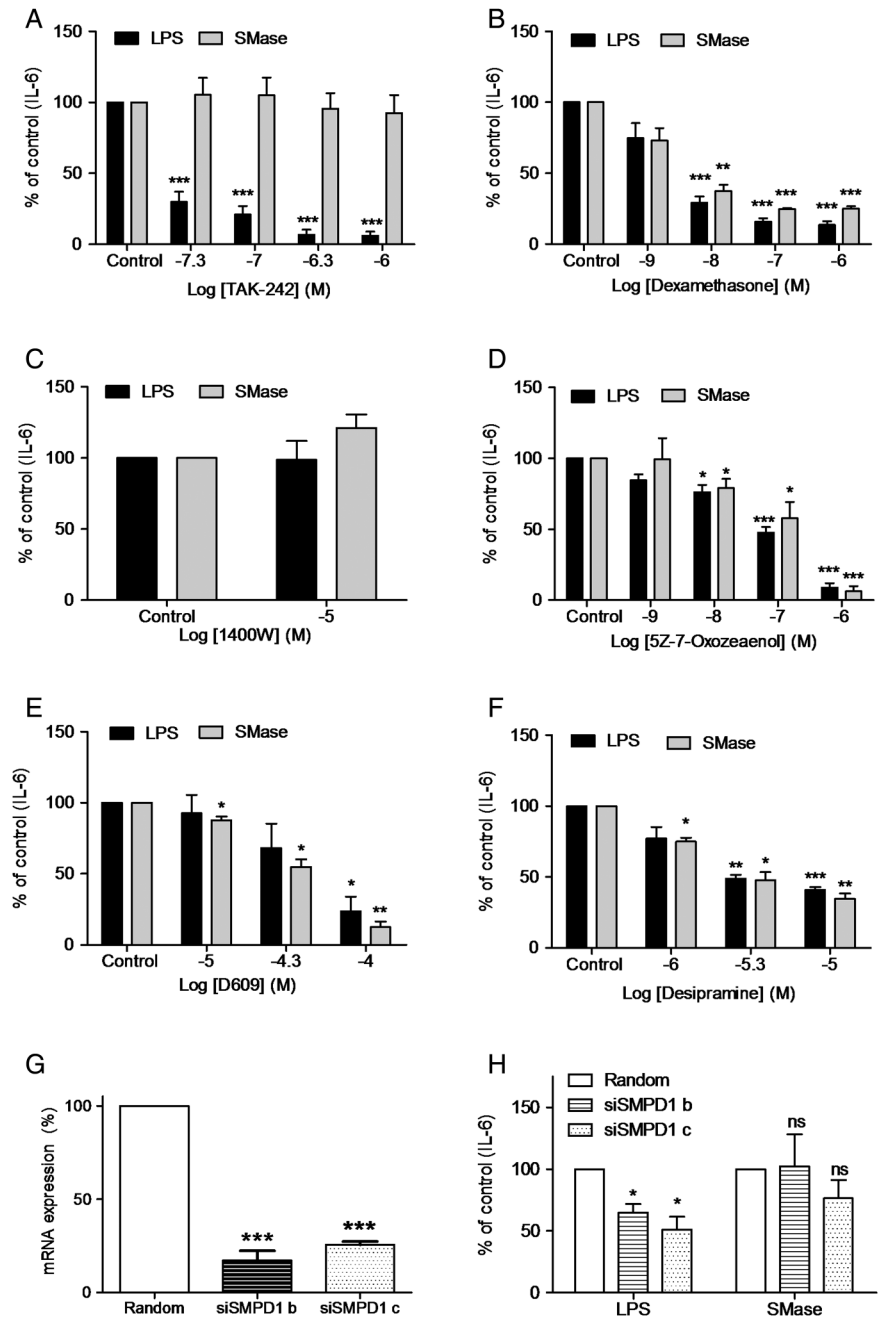 A
LPS SMase
% of control (IL-6)
150
100
50
0
*** *** *** ***
Control -7.3 -7 -6.3 -6
Log [TAK-242] (M)
B
LPS SMase
% of control (IL-6)
150
100
50
0
*** ** *** *** *** ***
Control -9 -8 -7 -6
Log [Dexamethasone] (M)
C
LPS SMase
% of control (IL-6)
150
100
50
0
Control -5
Log [1400W] (M)
D
LPS SMase
% of control (IL-6)
150
100
50
0
* * *** * *** ***
Control -9 -8 -7 -6
Log [5Z-7-Oxozeaenol] (M)
E
LPS SMase
% of control (IL-6)
150
100
50
0
* * * **
Control -5 -4.3 -4
Log [D609] (M)
F
LPS SMase
% of control (IL-6)
150
100
50
0
* ** * *** **
Control -6 -5.3 -5
Log [Desipramine] (M)
G
mRNA expression (%)
100
50
0
*** ***
Random siSMPD1 b siSMPD1 c
H
Random
siSMPD1 b
siSMPD1 c
% of control (IL-6)
150
100
50
0
* * ns ns
LPS SMase